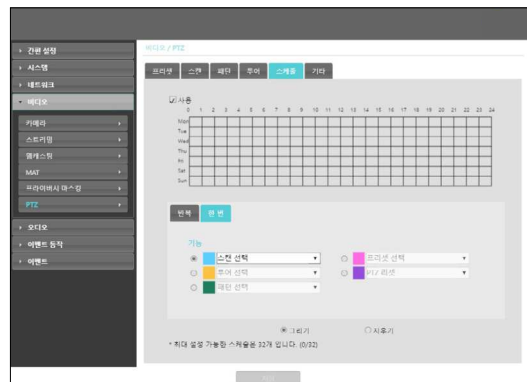 간편 설정
시스템
네트워크
비디오
카메라
스트리밍
웹캐스팅
MAT
프라이버시 마스킹
PTZ
오디오
이벤트 동작
이벤트
비디오 / PTZ
프리셋 스캔 패턴 투어 스케줄 기타
사용
0 1 2 3 4 5 6 7 8 9 10 11 12 13 14 15 16 17 18 19 20 21 22 23 24
Mon
Tue
Wed
Thu
Fri
Sat
Sun
반복 한 번
기능
스캔 선택 프리셋 선택
투어 선택 PTZ 리셋
패턴 선택
그리기 지우기
* 최대 설정 가능한 스케줄은 32개 입니다. (0/32)